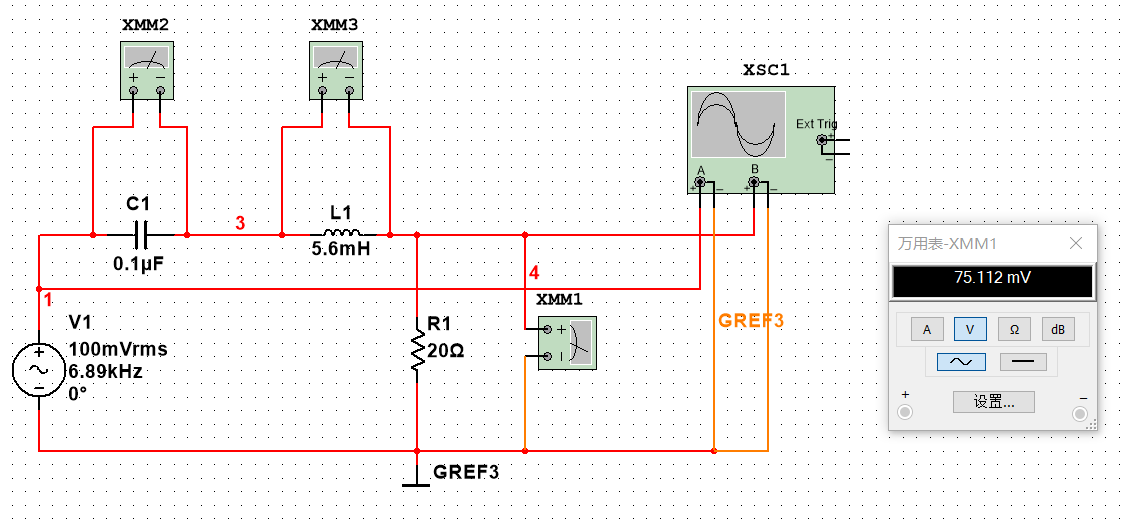 XMM2
XMM3
XSC1
Ext Trig
A
B
C1
3
L1
0.1µF
5.6mH
4
1
XMM1
V1
100mVrms
6.89kHz
0°
R1
20Ω
GREF3
GREF3
万用表-XMM1
75.112 mV
A
V
Ω
dB
设置...